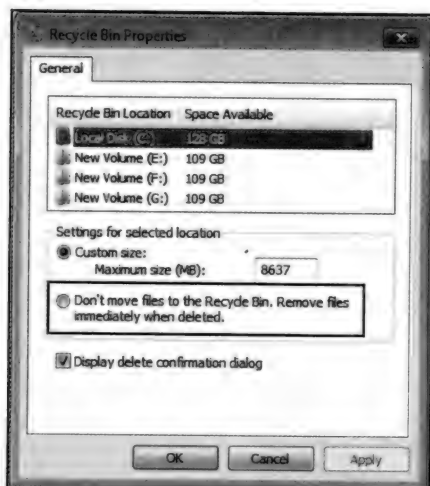 Recycle Bin Properties
General
Recycle Bin Location Space Available
Local Disk (C:) 128 GB
New Volume (E:) 109 GB
New Volume (F:) 109 GB
New Volume (G:) 109 GB
Settings for selected location
Custom size:
Maximum size (MB): 8637
Don't move files to the Recycle Bin. Remove files
immediately when deleted.
Display delete confirmation dialog
OK Cancel Apply